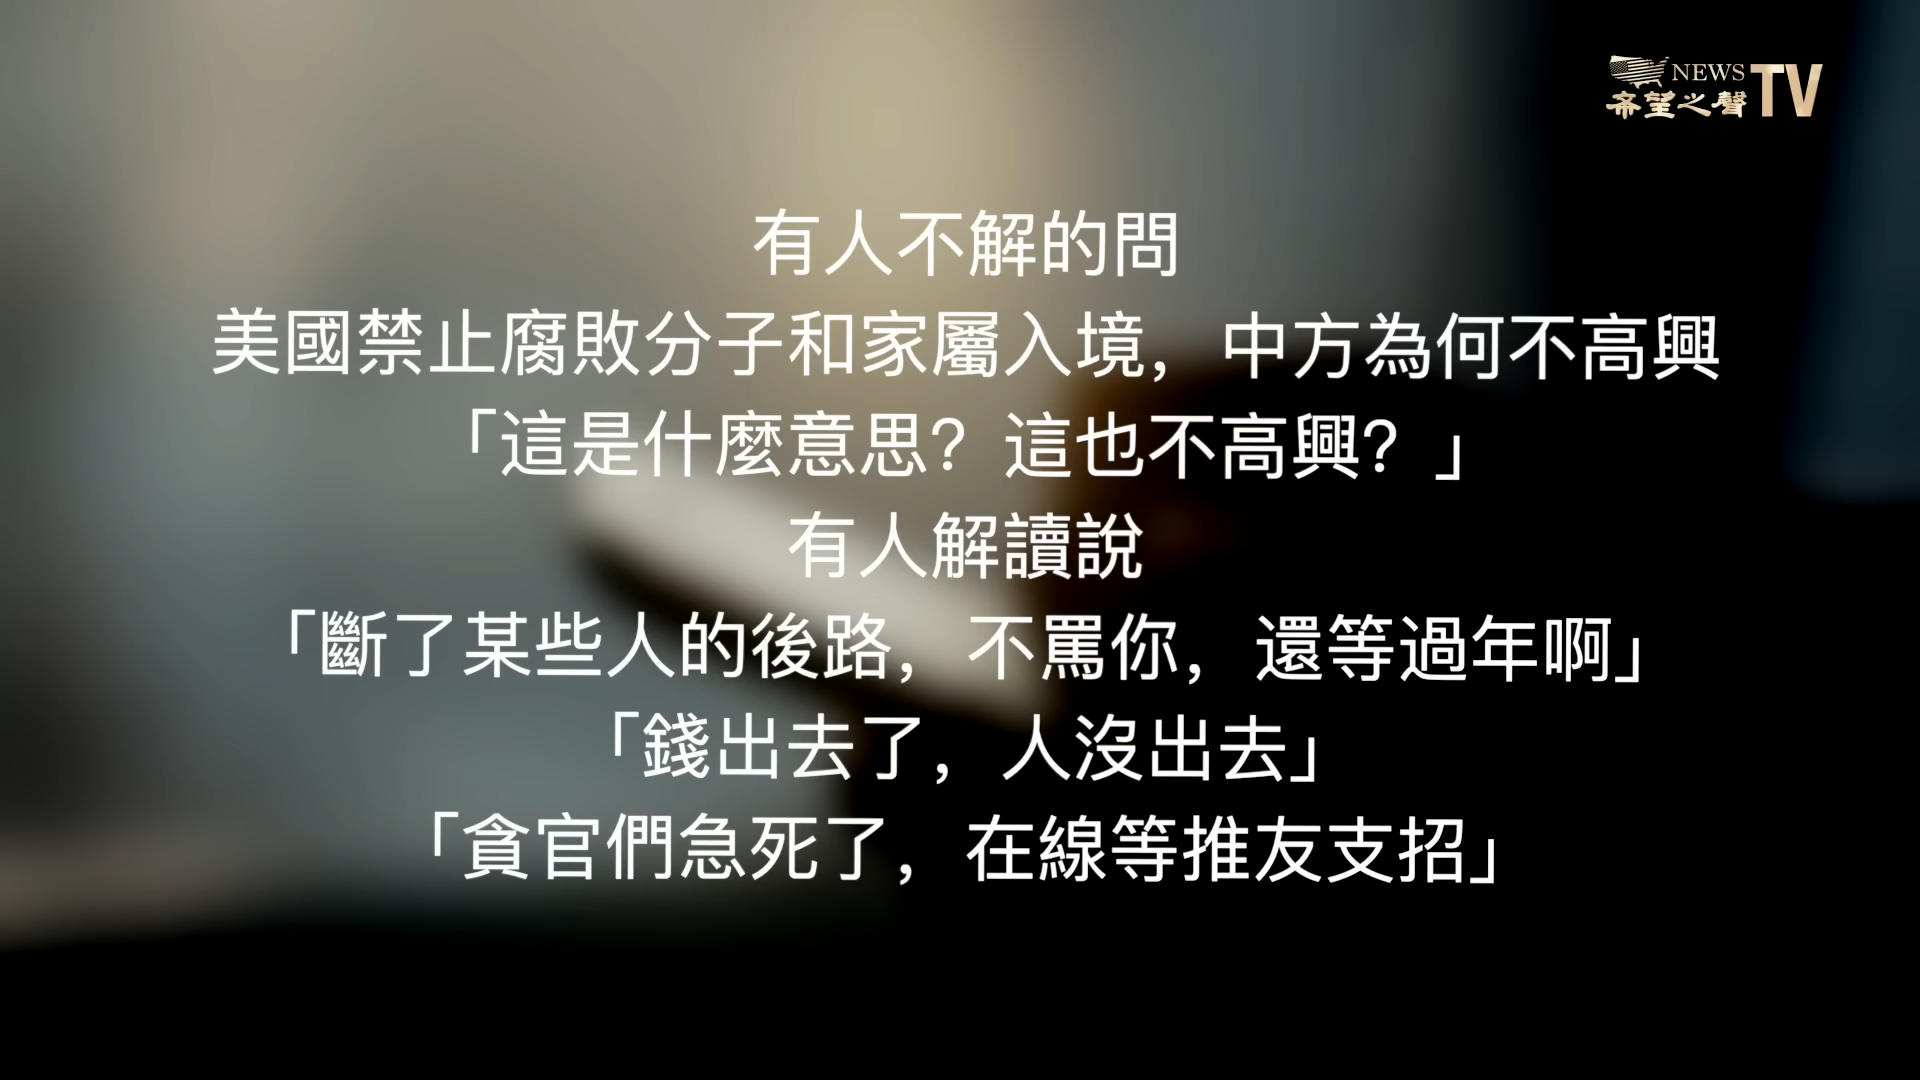 NEWS
希望之聲TV
有人不解的問
美國禁止腐敗分子和家屬入境，中方為何不高興
「這是什麼意思？這也不高興？」
有人解讀說
「斷了某些人的後路，不罵你，還等過年啊」
「錢出去了，人沒出去」
「貪官們急死了，在線等推友支招」